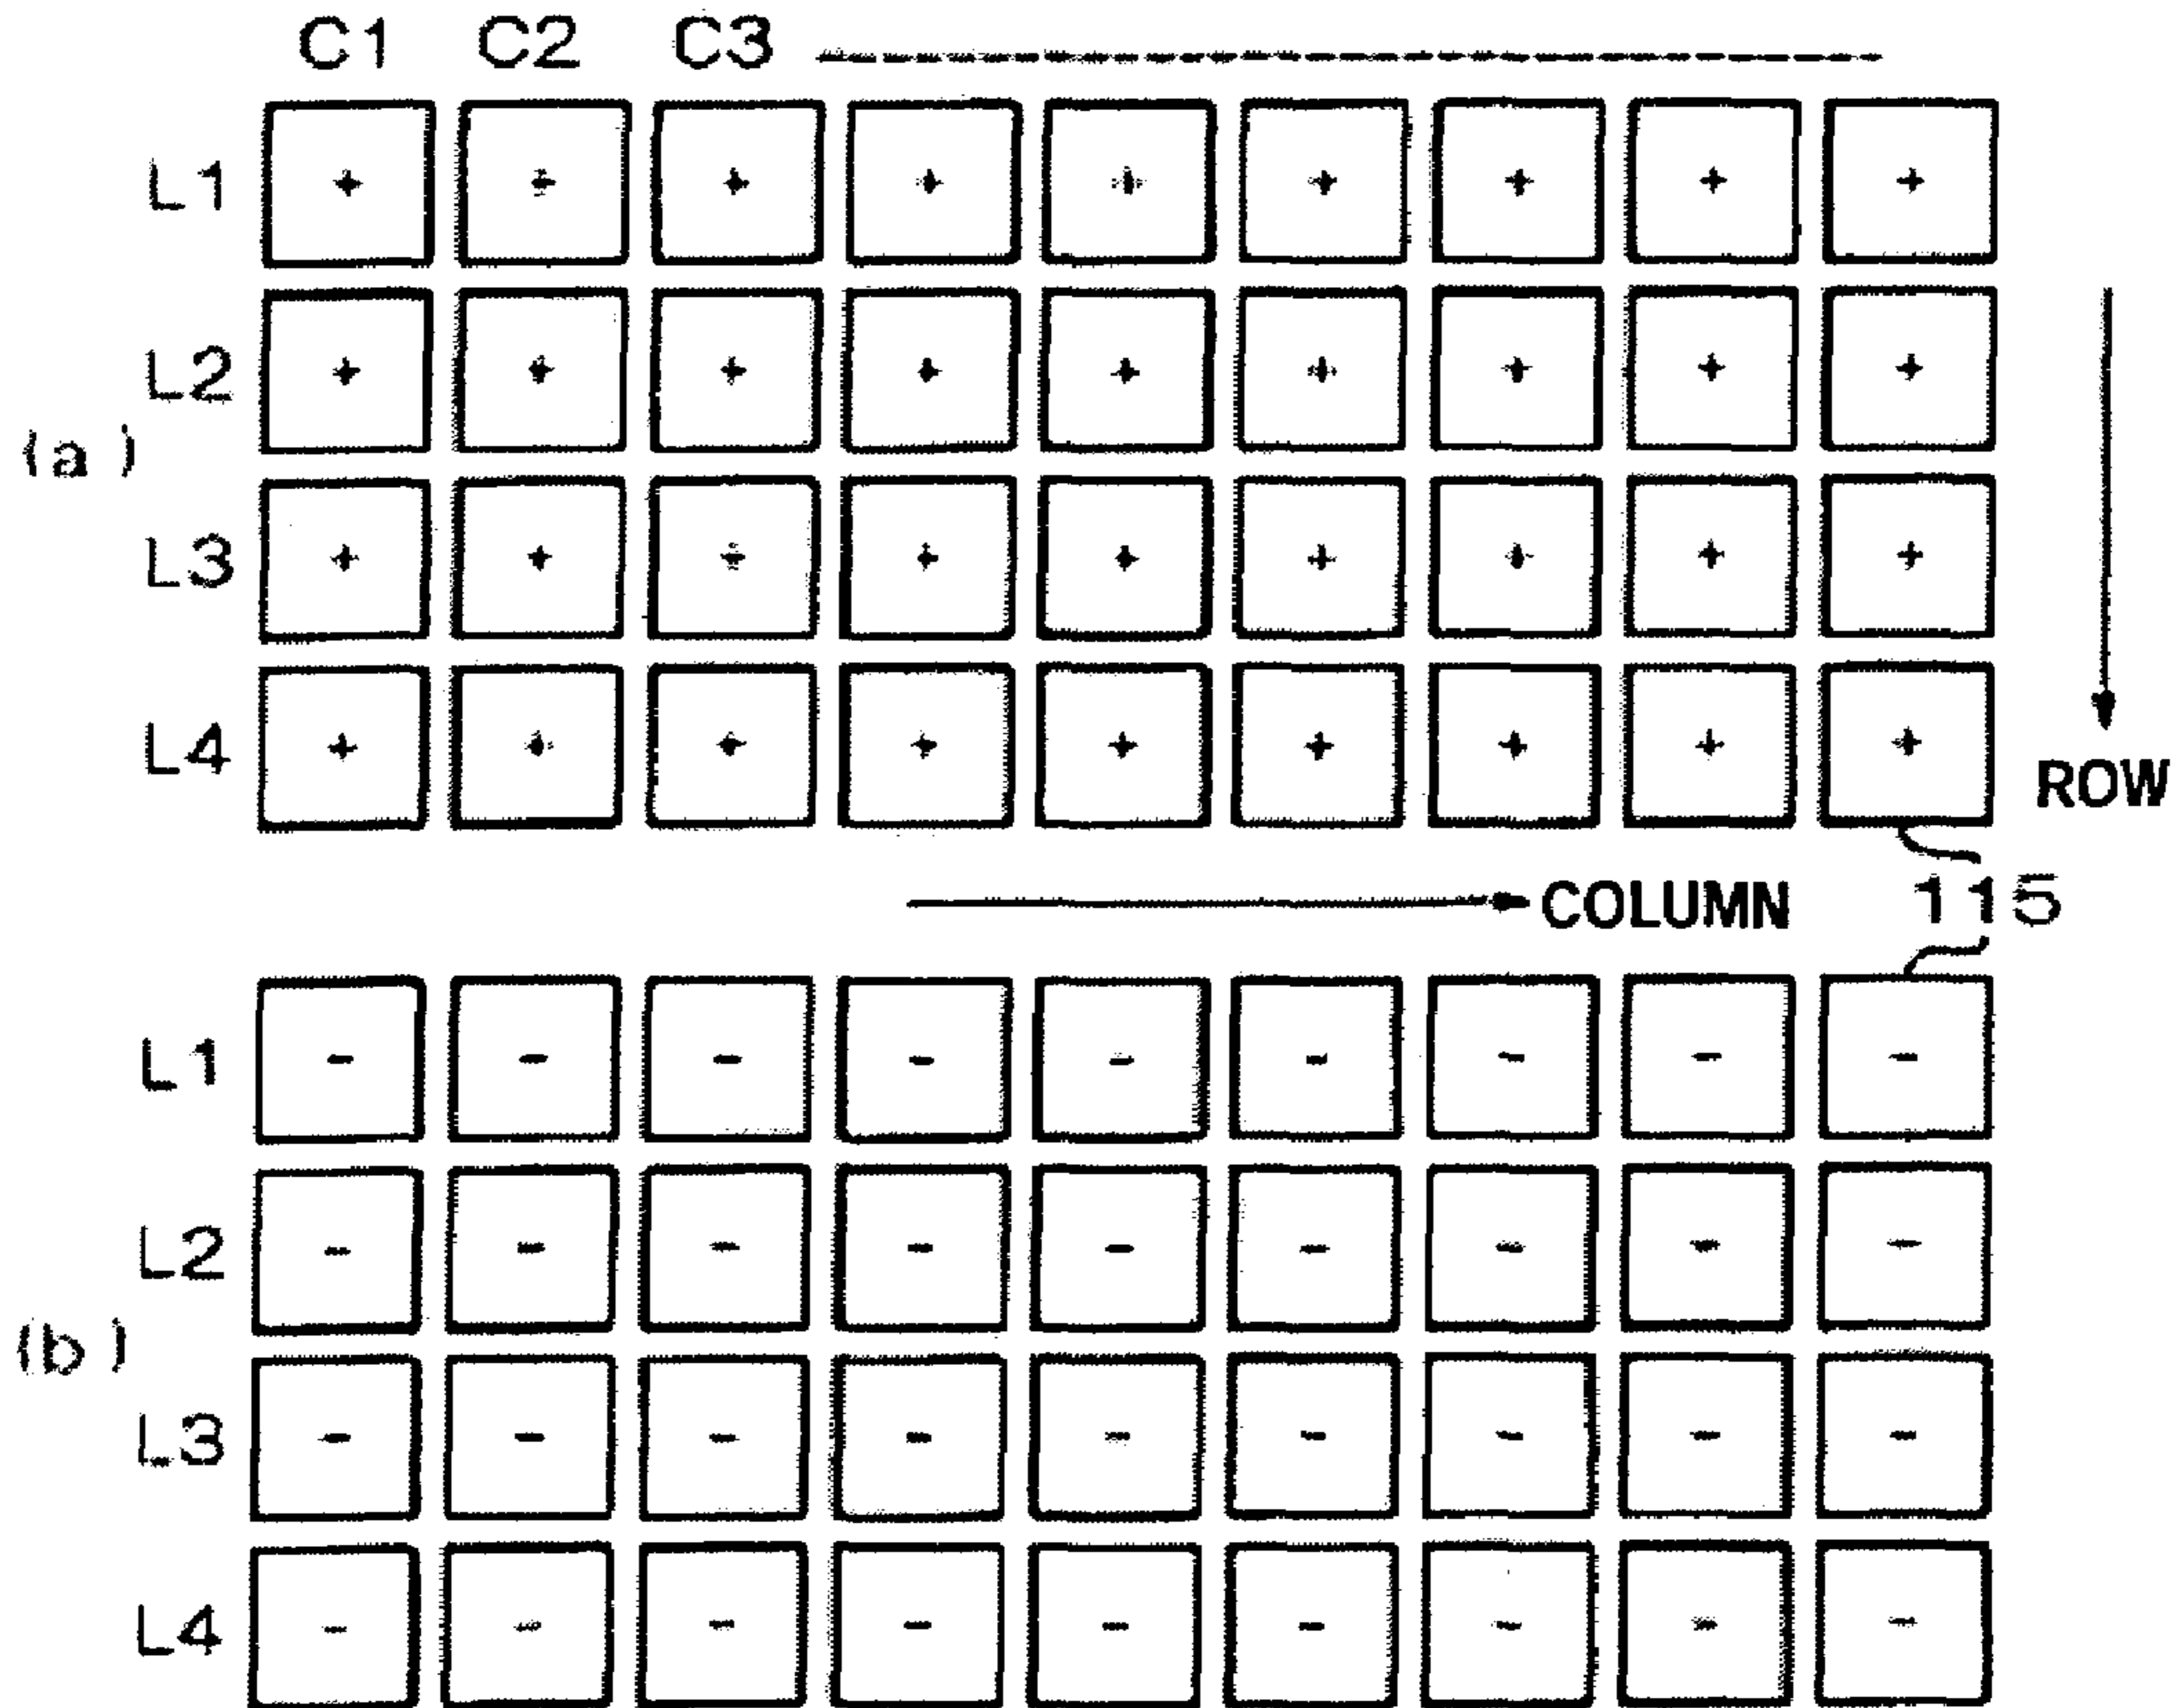 C1 C2 C3
L1 + + + + + + + + +
L2 + + + + + + + + +
(a)
L3 + + + + + + + + +
L4 + + + + + + + + +
ROW
COLUMN 115
L1 - - - - - - - - -
L2 - - - - - - - - -
(b)
L3 - - - - - - - - -
L4 - - - - - - - - -